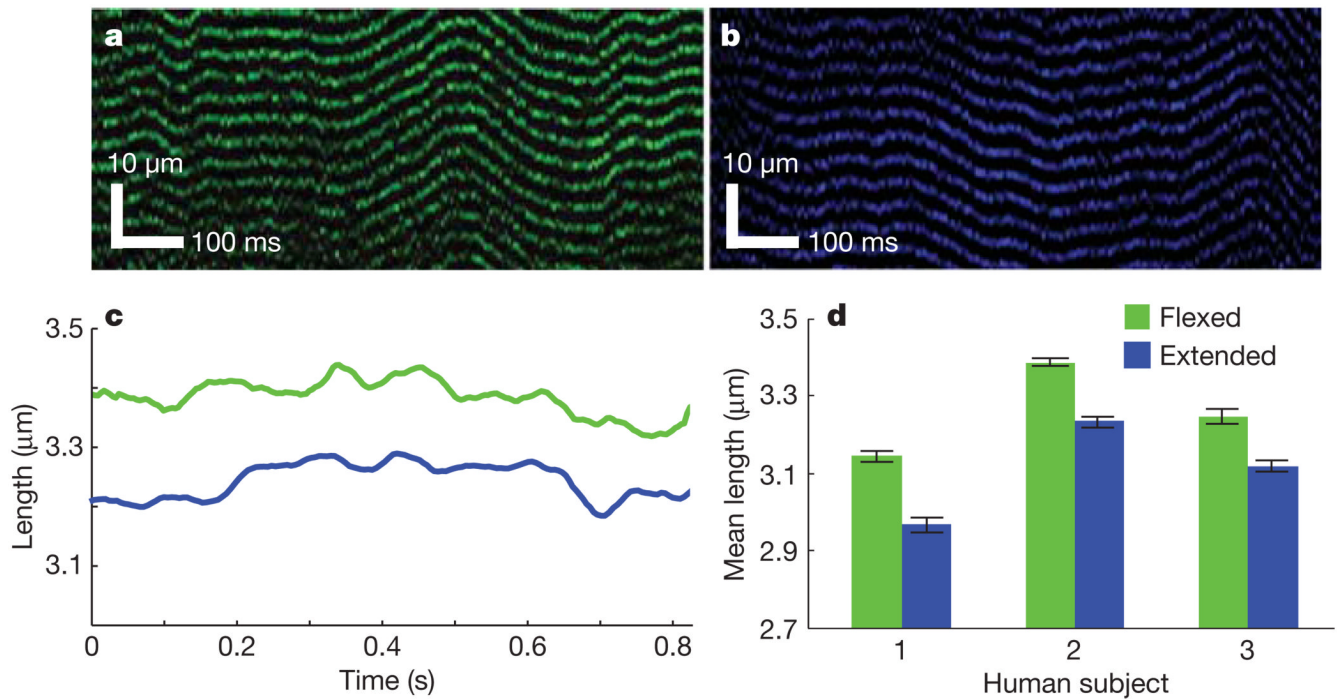 a
10 µm
100 ms
b
10 µm
100 ms
c
3.5
3.3
3.1
Length (µm)
0 0.2 0.4 0.6 0.8
Time (s)
d
Flexed
Extended
3.5
3.3
3.1
2.9
2.7
Mean length (µm)
1 2 3
Human subject